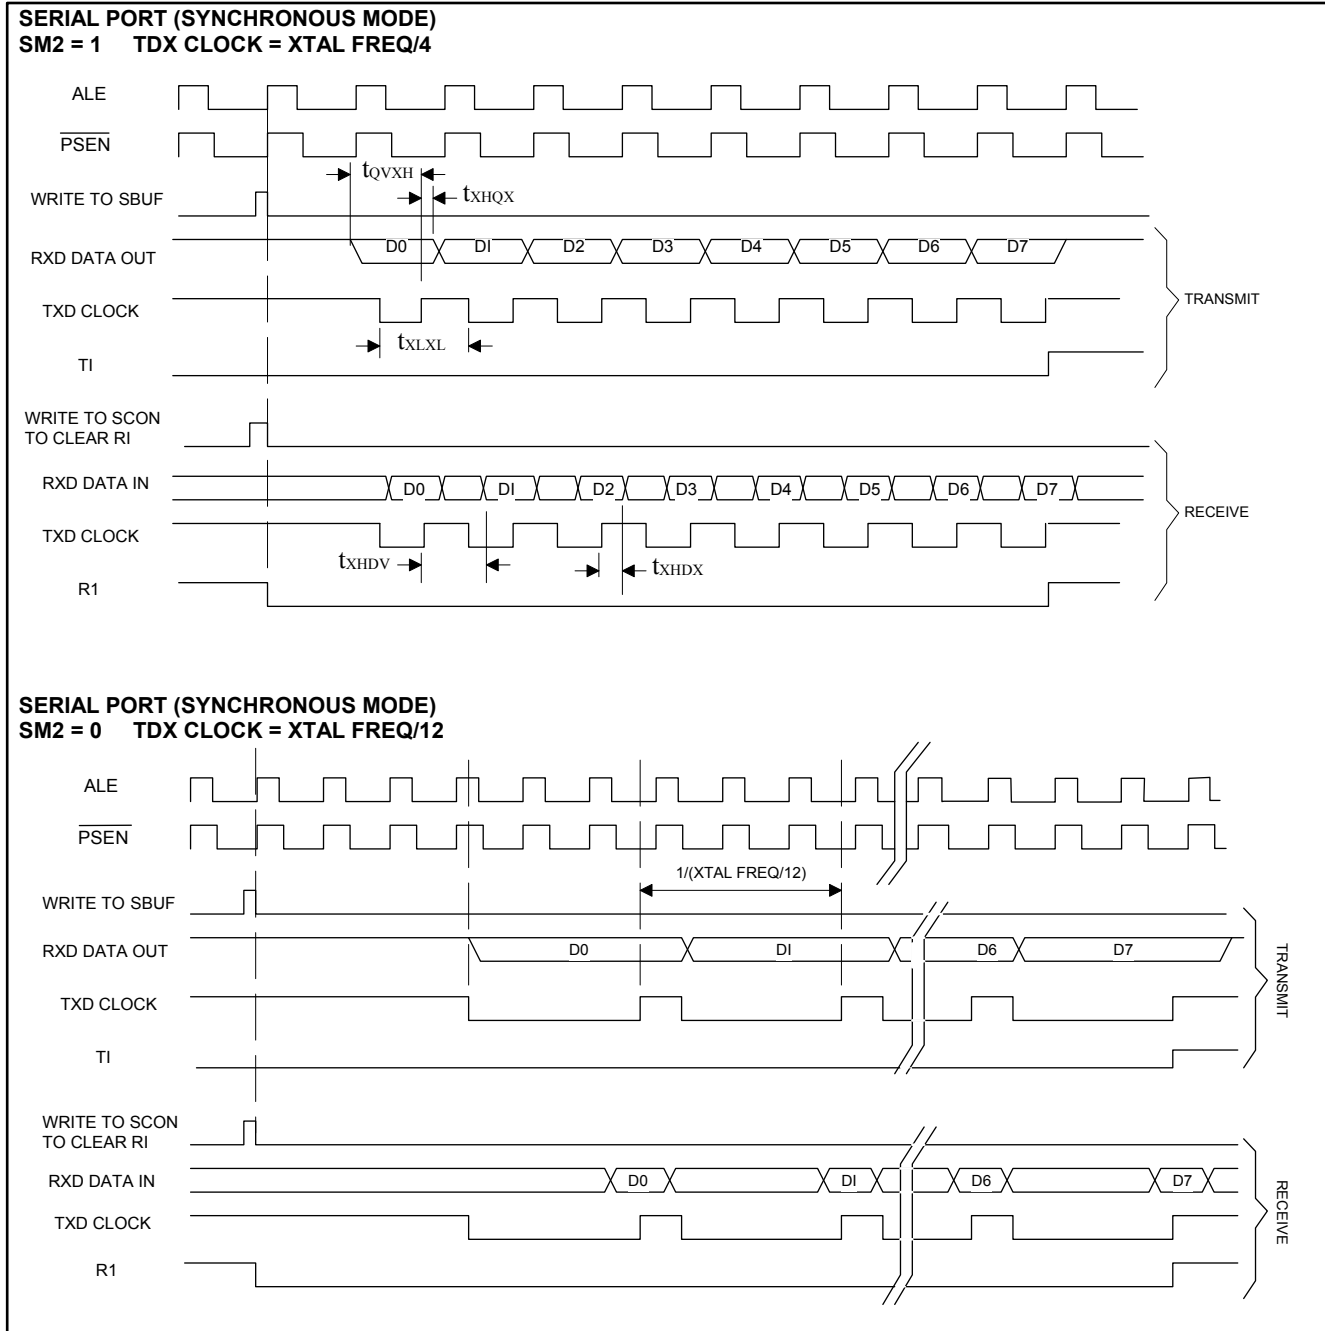 SERIAL PORT (SYNCHRONOUS MODE)
SM2 = 1 TDX CLOCK = XTAL FREQ/4
ALE
PSEN
tQVXH
tXHQX
WRITE TO SBUF
RXD DATA OUT
D0 DI D2 D3 D4 D5 D6 D7
TXD CLOCK
TRANSMIT
tXLXL
TI
WRITE TO SCON
TO CLEAR RI
RXD DATA IN
D0 DI D2 D3 D4 D5 D6 D7
TXD CLOCK
RECEIVE
tXHDV
tXHDX
R1
SERIAL PORT (SYNCHRONOUS MODE)
SM2 = 0 TDX CLOCK = XTAL FREQ/12
ALE
PSEN
1/(XTAL FREQ/12)
WRITE TO SBUF
RXD DATA OUT
D0 DI D6 D7
TRANSMIT
TXD CLOCK
TI
WRITE TO SCON
TO CLEAR RI
RXD DATA IN
D0 DI D6 D7
RECEIVE
TXD CLOCK
R1